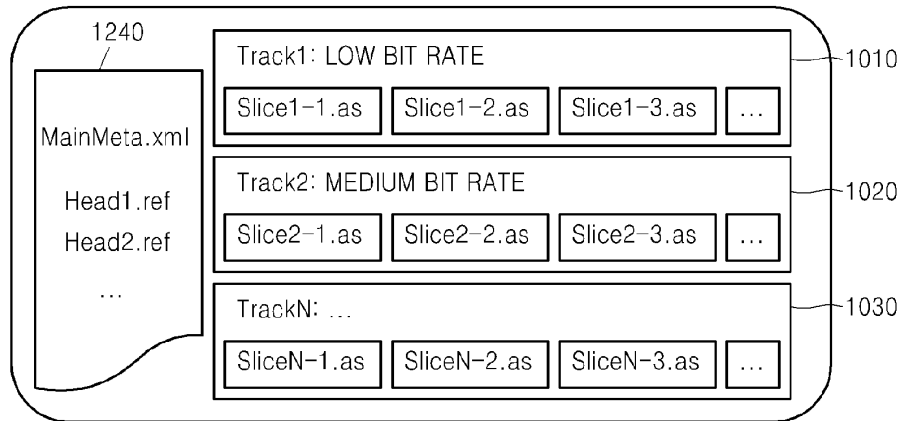 1240
MainMeta.xml
Head1.ref
Head2.ref
...
Track1: LOW BIT RATE
1010
Slice1-1.as Slice1-2.as Slice1-3.as ...
Track2: MEDIUM BIT RATE
1020
Slice2-1.as Slice2-2.as Slice2-3.as ...
TrackN: ...
1030
SliceN-1.as SliceN-2.as SliceN-3.as ...